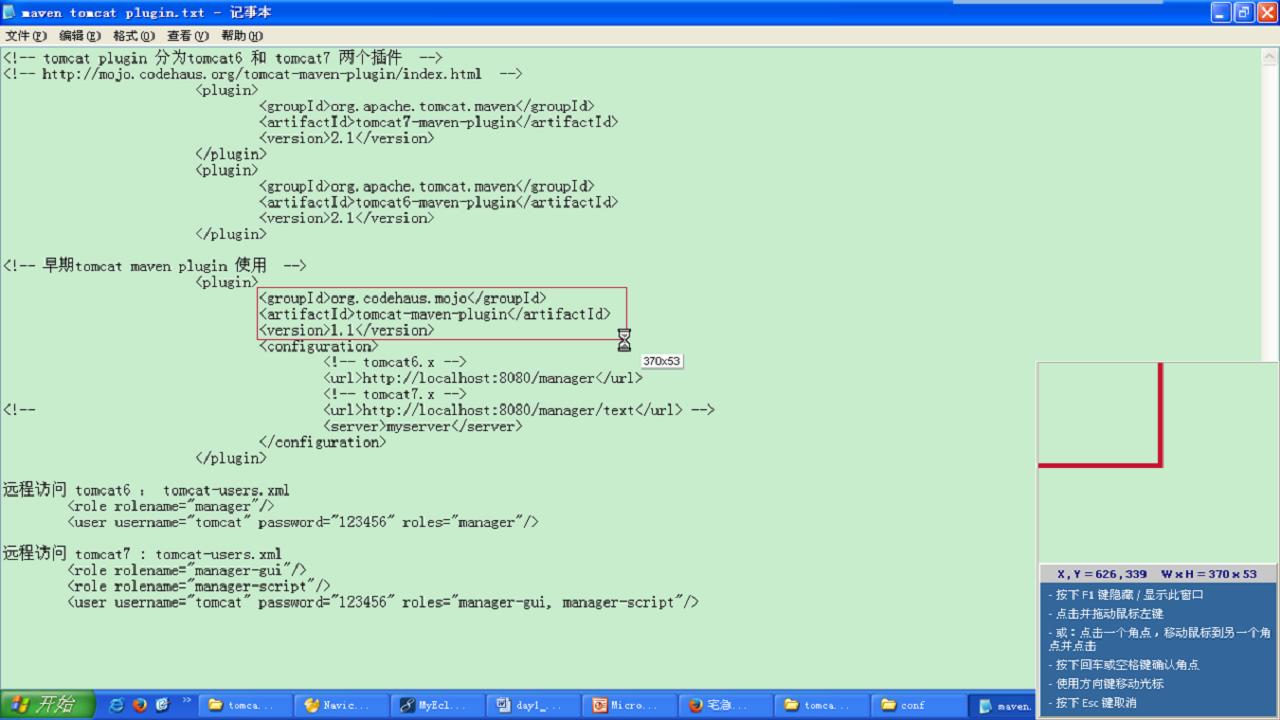 maven tomcat plugin.txt - 记事本
文件(F) 编辑(E) 格式(O) 查看(V) 帮助(H)
<!-- tomcat plugin 分为tomcat6 和 tomcat7 两个插件 -->
<!-- http://mojo.codehaus.org/tomcat-maven-plugin/index.html -->
<plugin>
<groupId>org.apache.tomcat.maven</groupId>
<artifactId>tomcat7-maven-plugin</artifactId>
<version>2.1</version>
</plugin>
<plugin>
<groupId>org.apache.tomcat.maven</groupId>
<artifactId>tomcat6-maven-plugin</artifactId>
<version>2.1</version>
</plugin>
<!-- 早期tomcat maven plugin 使用 -->
<plugin>
<groupId>org.codehaus.mojo</groupId>
<artifactId>tomcat-maven-plugin</artifactId>
<version>1.1</version>
<configuration>
370x53
<!-- tomcat6.x -->
<url>http://localhost:8080/manager</url>
<!-- tomcat7.x -->
<!-- <url>http://localhost:8080/manager/text</url> -->
<server>myserver</server>
</configuration>
</plugin>
远程访问 tomcat6 : tomcat-users.xml
<role rolename="manager"/>
<user username="tomcat" password="123456" roles="manager"/>
远程访问 tomcat7 : tomcat-users.xml
<role rolename="manager-gui"/>
<role rolename="manager-script"/>
<user username="tomcat" password="123456" roles="manager-gui, manager-script"/>
X,Y=626,339 WxH=370x53
- 按下F1键隐藏/显示此窗口
- 点击并拖动鼠标左键
- 或:点击一个角点,移动鼠标到另一个角
点并点击
- 按下回车或空格键确认角点
- 使用方向键移动光标
- 按下Esc键取消
开始 » tomca... Navic... MyEcl... day1_... Micro... 宅急... tomca... conf maven.